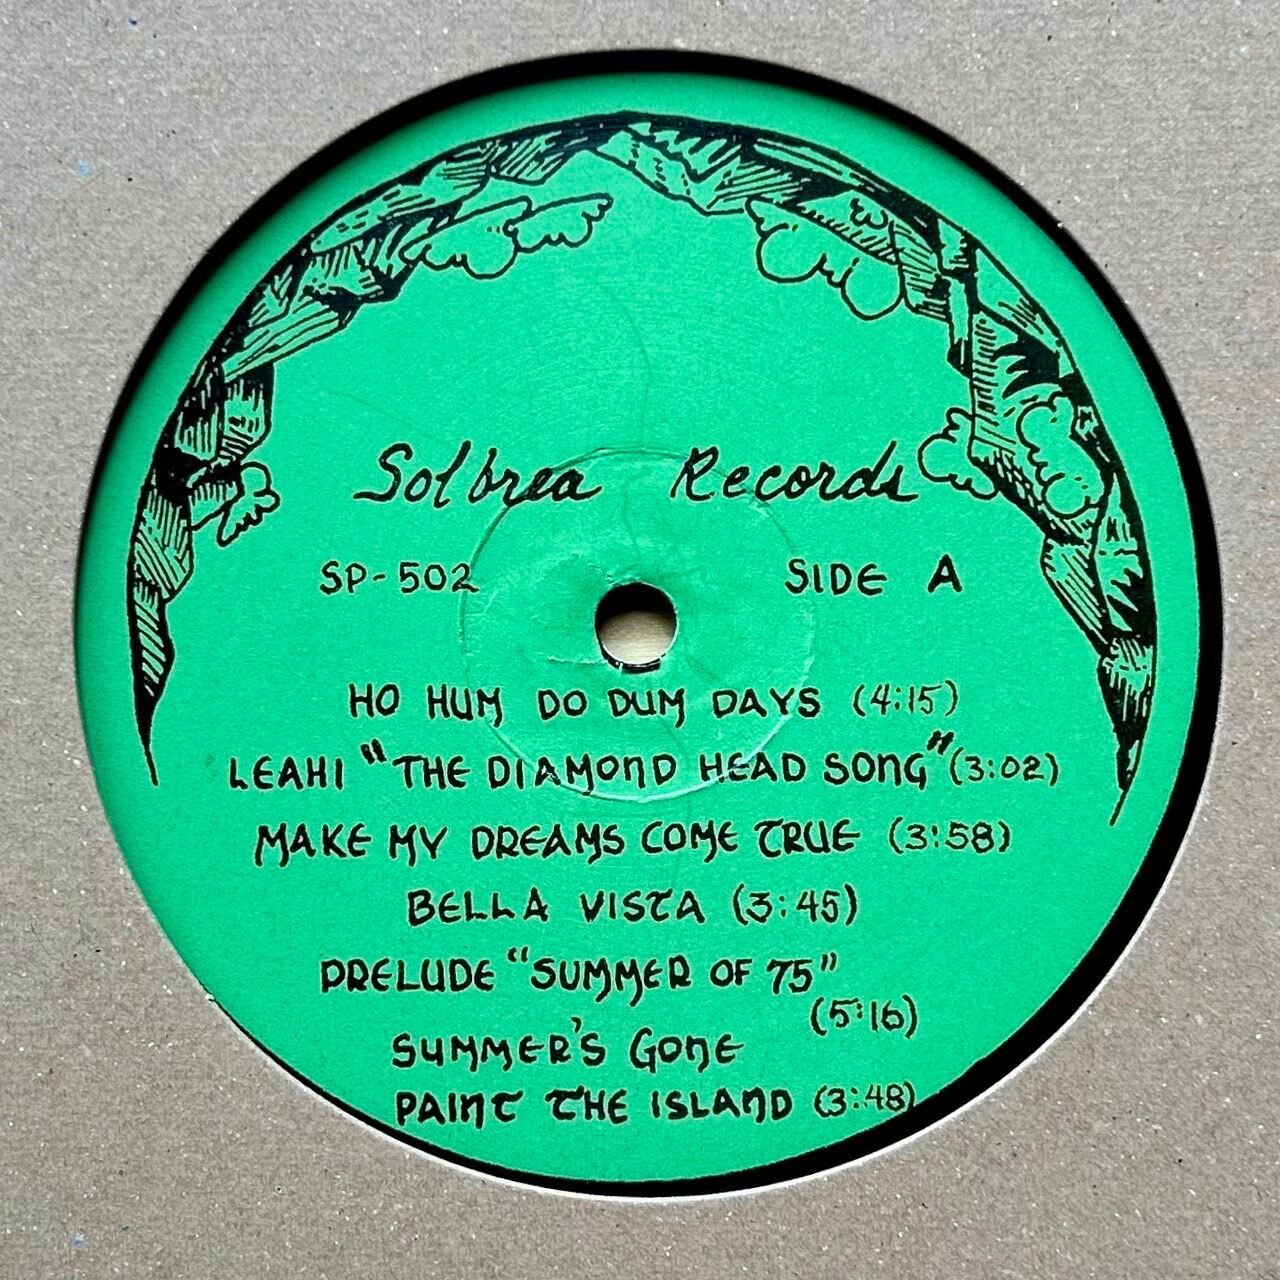 Solbrea Records
SP-502 SIDE A
HO HUM DO DUM DAYS (4:15)
LEAHI "THE DIAMOND HEAD SONG" (3:02)
MAKE MY DREAMS COME TRUE (3:58)
BELLA VISTA (3:45)
PRELUDE "SUMMER OF 75"
(5:16)
SUMMER'S GONE
PAINT THE ISLAND (3:48)